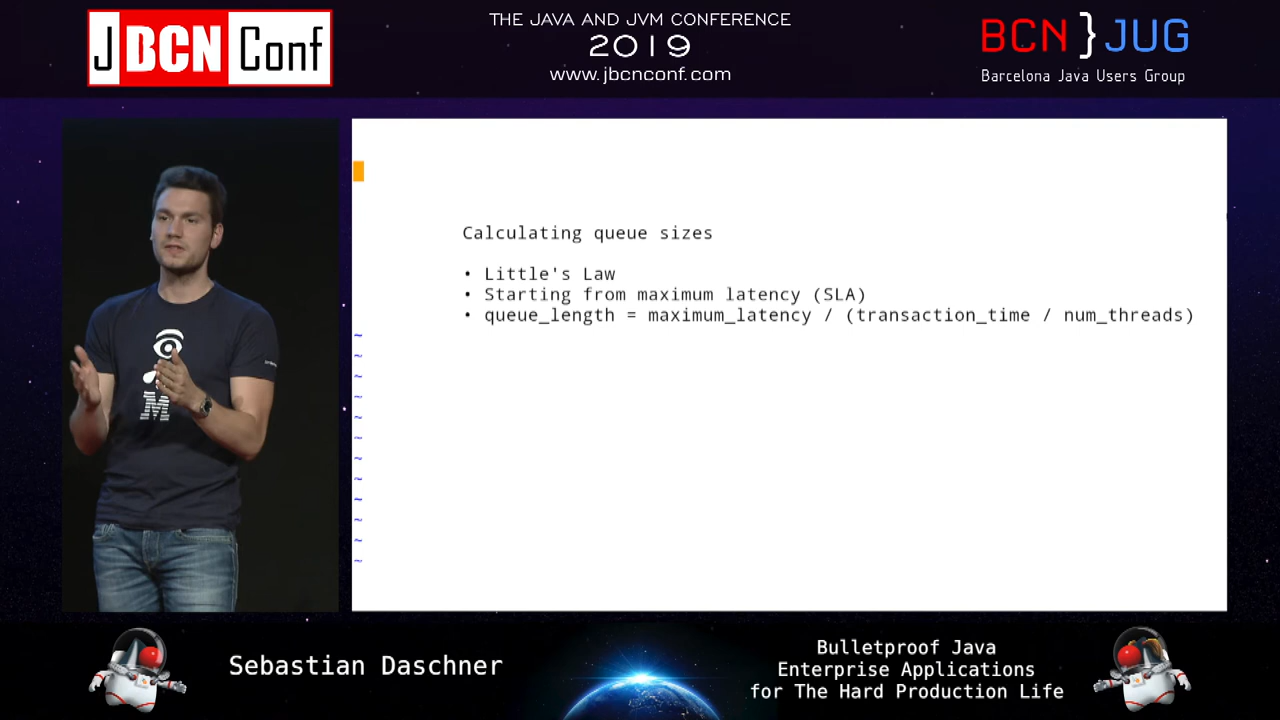 JBCNConf
THE JAVA AND JVM CONFERENCE
2019
www.jbcnconf.com
BCN}JUG
Barcelona Java Users Group
Calculating queue sizes
• Little's Law
• Starting from maximum latency (SLA)
• queue_length = maximum_latency / (transaction_time / num_threads)
~
~
~
~
~
~
~
~
~
~
~
~
M
Sebastian Daschner
Bulletproof Java
Enterprise Applications
for The Hard Production Life